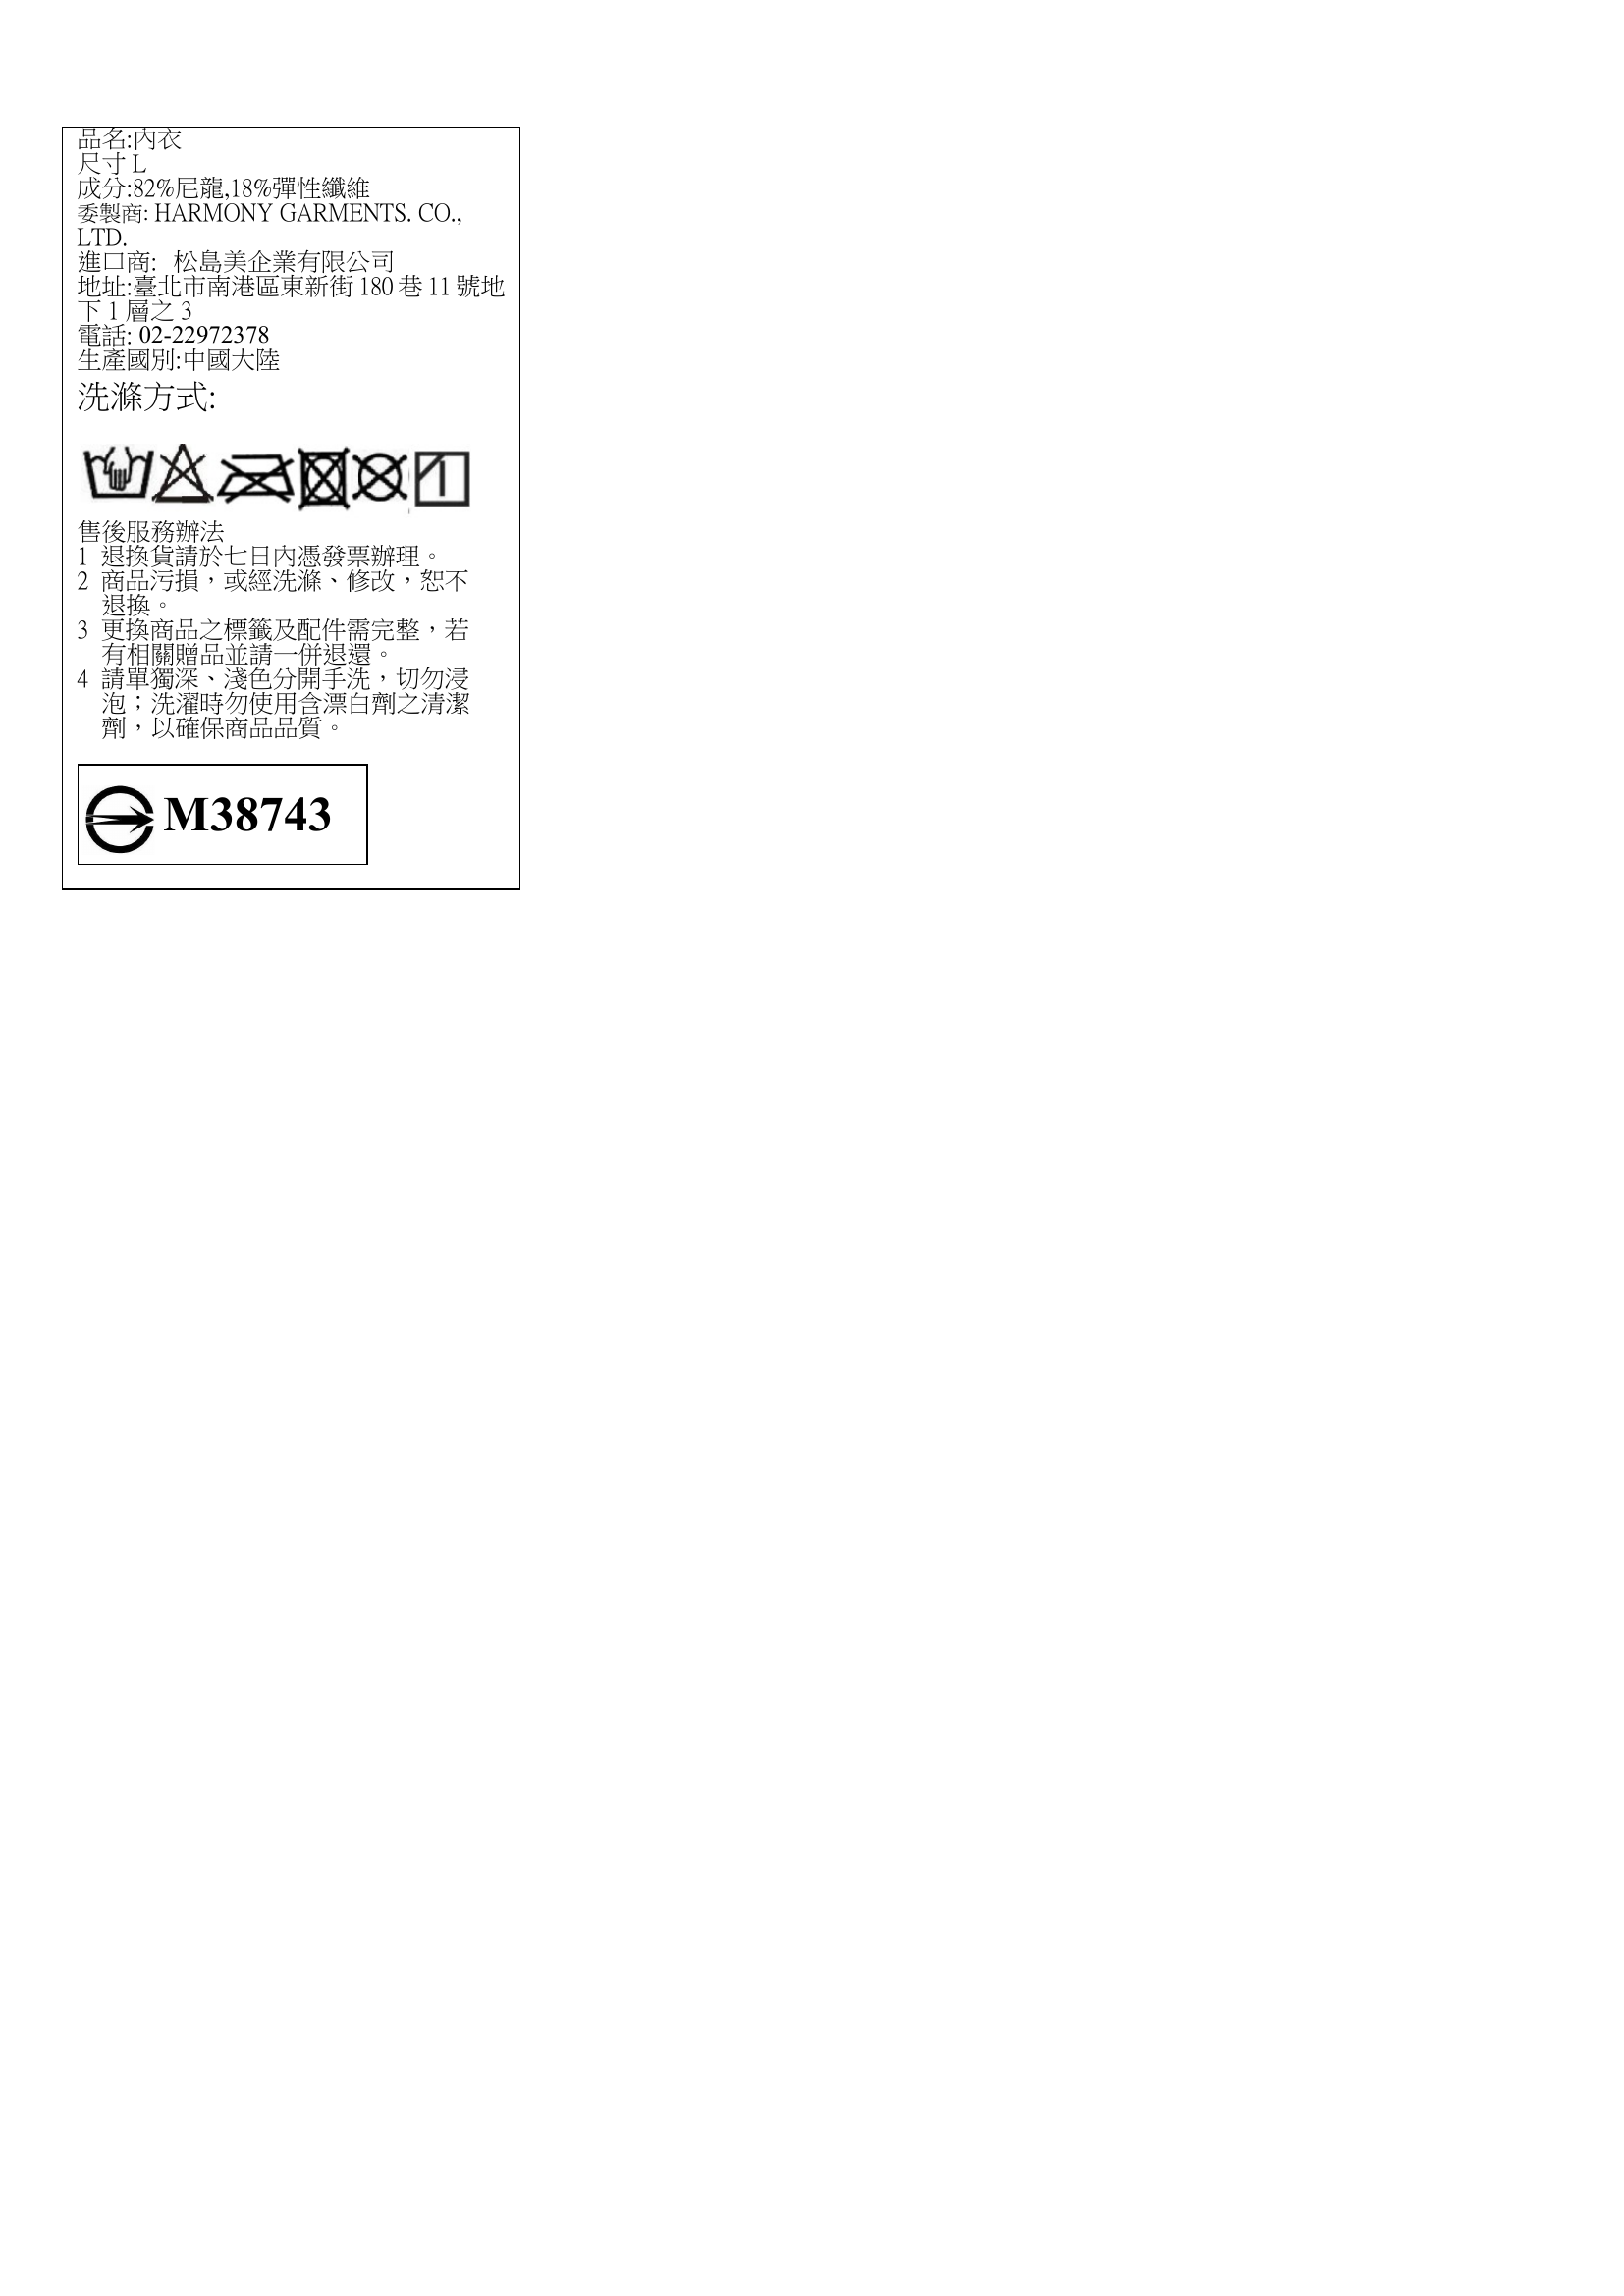 品名:內衣
尺寸 L
成分:82%尼龍,18%彈性纖維
委製商: HARMONY GARMENTS. CO.,
LTD.
進口商: 松島美企業有限公司
地址:臺北市南港區東新街 180 巷 11 號地
下 1 層之 3
電話: 02-22972378
生產國別:中國大陸
洗滌方式:
售後服務辦法
1 退換貨請於七日內憑發票辦理。
2 商品污損，或經洗滌、修改，恕不
退換。
3 更換商品之標籤及配件需完整，若
有相關贈品並請一併退還。
4 請單獨深、淺色分開手洗，切勿浸
泡；洗濯時勿使用含漂白劑之清潔
劑，以確保商品品質。
M38743